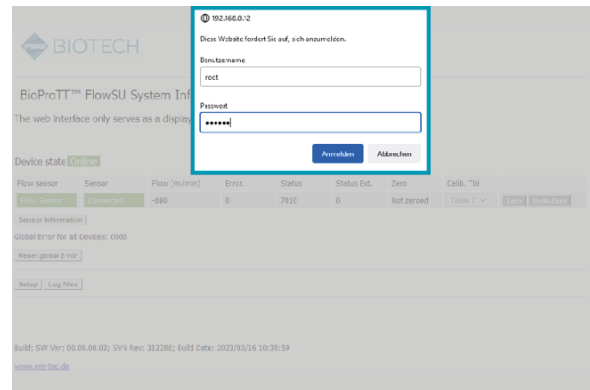 192.168.0.12
Diese Website fordert Sie auf, sich anzumelden.
Benutzername
root
Passwort
••••••
Anmelden Abbrechen
BIOTECH
BioProTT™ FlowSU System Inf
The web interface only serves as a display
Device state Online
Flow sensor Sensor Flow (m/min) Error Status Status Ext. Zero Calib. Tbl
Flow Sensor Connected -680 0 7010 0 Not zeroed Table 7 Zero Undo Zero
Sensor Information
Global Error for all Devices: 0000
Reset global Error
Setup Log Files
Build: SW Ver: 00.00.00.03; SVN Rev: 312286; Build Date: 2023/03/16 10:38:59
www.em-tec.de